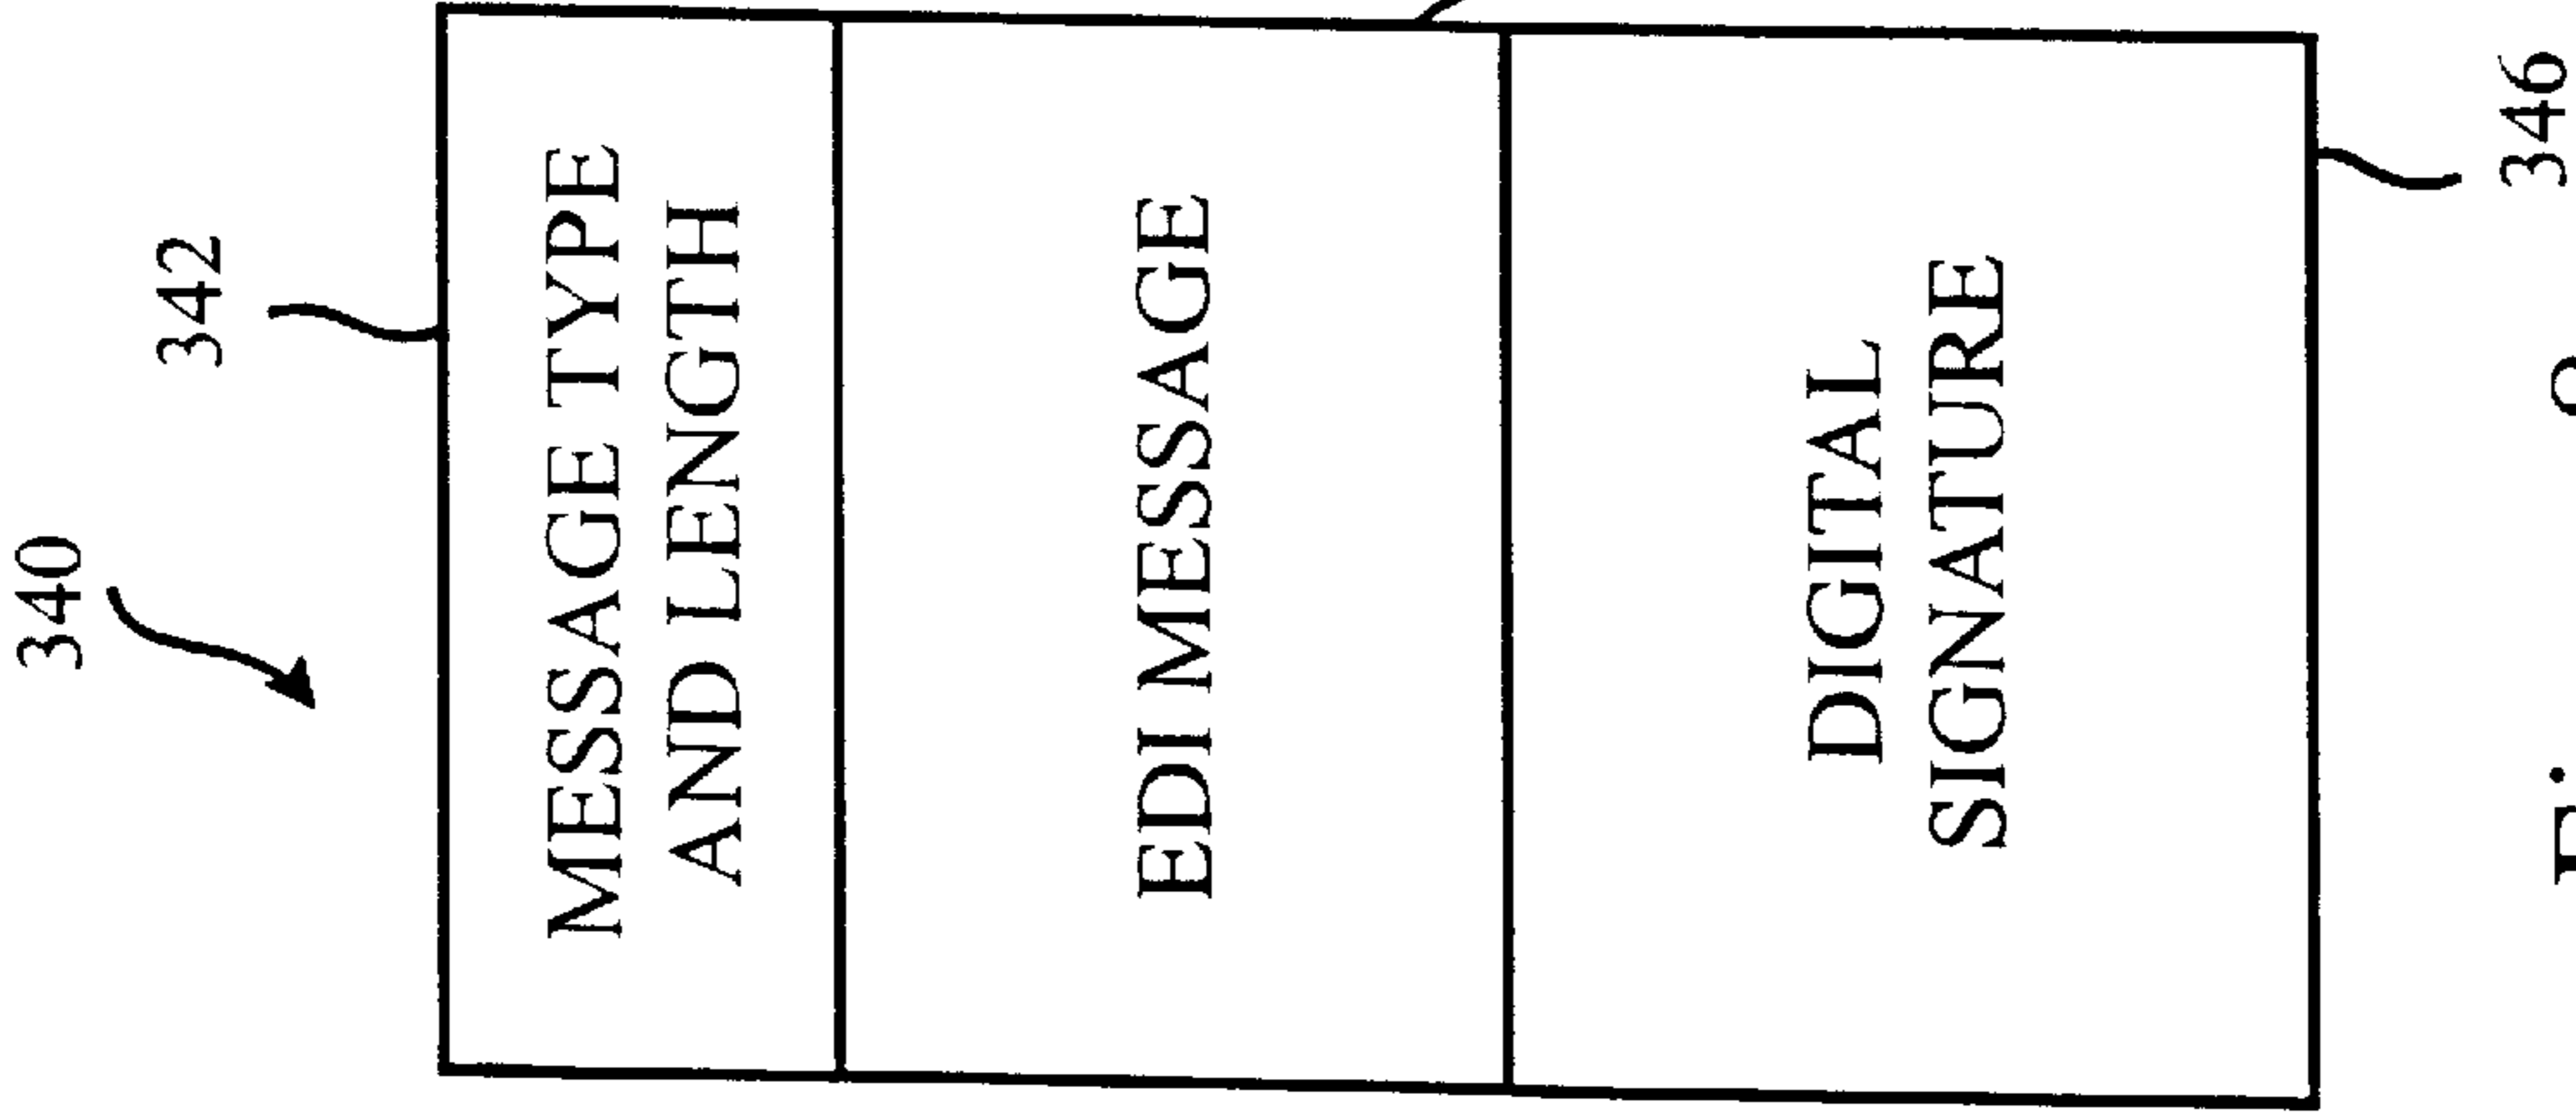 340
342
MESSAGE TYPE
AND LENGTH
EDI MESSAGE
DIGITAL
SIGNATURE
346